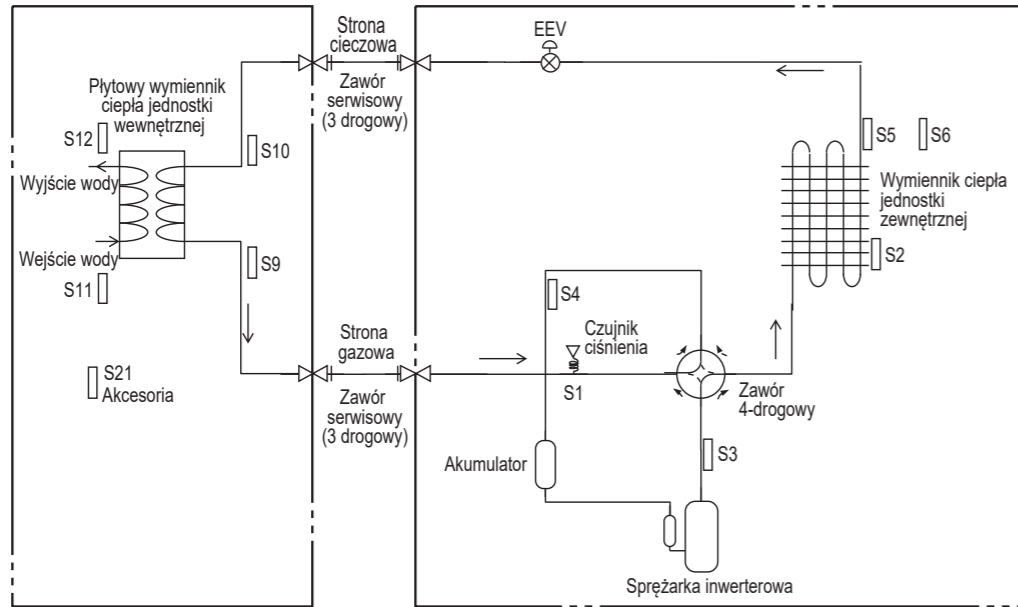 Płytowy wymiennik
ciepła jednostki
wewnętrznej
S12
S10
Wyjście wody
Wejście wody
S9
S11
S21
Akcesoria
Strona
cieczowa
Zawór
serwisowy
(3 drogowy)
Strona
gazowa
Zawór
serwisowy
(3 drogowy)
EEV
S5
S6
Wymiennik ciepła
jednostki
zewnętrznej
S2
S4
Czujnik
ciśnienia
S1
Zawór
4-drogowy
S3
Akumulator
Sprężarka inwerterowa